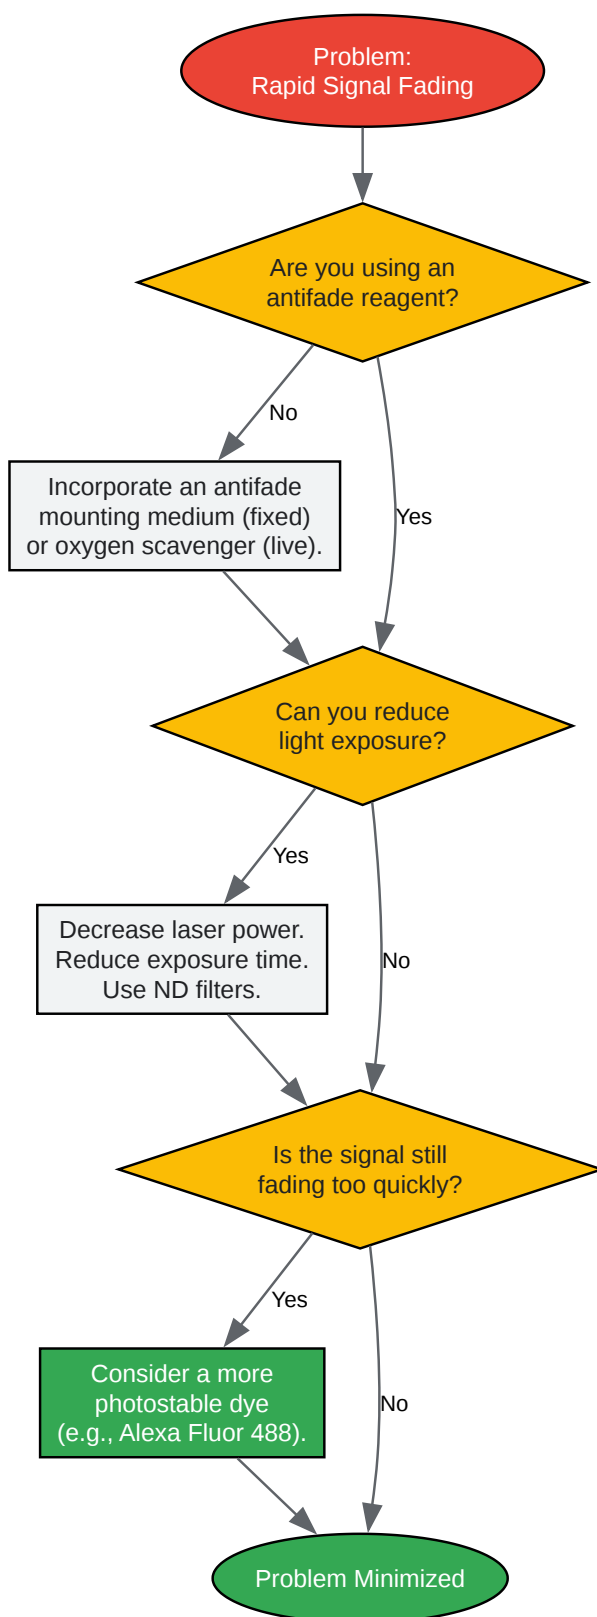 Problem:
Rapid Signal Fading
Are you using an
antifade reagent?
No
Yes
Incorporate an antifade
mounting medium (fixed)
or oxygen scavenger (live).
Can you reduce
light exposure?
Yes
No
Decrease laser power.
Reduce exposure time.
Use ND filters.
Is the signal still
fading too quickly?
Yes
No
Consider a more
photostable dye
(e.g., Alexa Fluor 488).
Problem Minimized